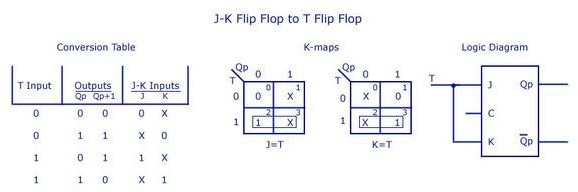 J-K Flip Flop to T Flip Flop
Conversion Table
T Input
Outputs
Qp Qp+1
J-K Inputs
J K
0 0 0 0 X
0 1 1 X 0
1 0 1 1 X
1 1 0 X 1
K-maps
Qp
T
0 1
0 0 0 X 1
1 1 2 X 3
J=T
Qp
T
0 1
0 X 0 0 1
1 X 2 1 3
K=T
Logic Diagram
T
J
Qp
C
K
Q̅p